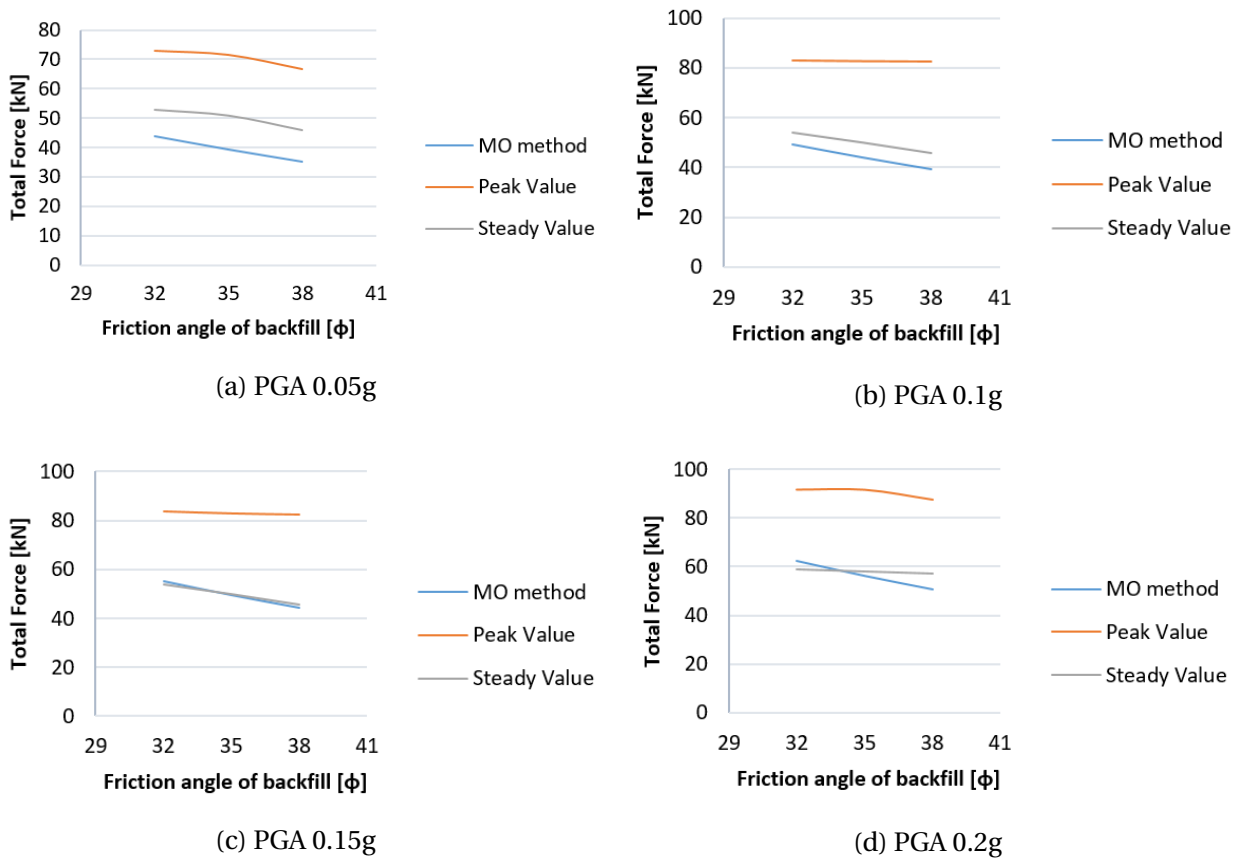 80
70
60
50
40
30
20
10
0
Total Force [kN]
29 32 35 38 41
Friction angle of backfill [ϕ]
MO method
Peak Value
Steady Value
(a) PGA 0.05g
100
80
60
40
20
0
Total Force [kN]
29 32 35 38 41
Friction angle of backfill [ϕ]
MO method
Peak Value
Steady Value
(b) PGA 0.1g
100
80
60
40
20
0
Total Force [kN]
29 32 35 38 41
Friction angle of backfill [ϕ]
MO method
Peak Value
Steady Value
(c) PGA 0.15g
100
80
60
40
20
0
Total Force [kN]
29 32 35 38 41
Friction angle of backfill [ϕ]
MO method
Peak Value
Steady Value
(d) PGA 0.2g